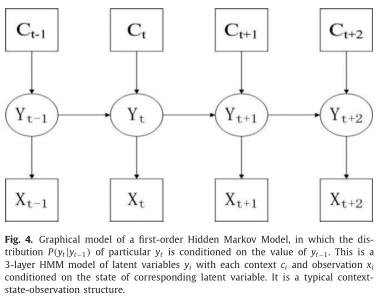 C_{t-1} C_t C_{t+1} C_{t+2}
Y_{t-1} Y_t Y_{t+1} Y_{t+2}
X_{t-1} X_t X_{t+1} X_{t+2}
Fig. 4. Graphical model of a first-order Hidden Markov Model, in which the dis-
tribution P(y_t|y_{t-1}) of particular y_t is conditioned on the value of y_{t-1}. This is a
3-layer HMM model of latent variables y_i with each context c_i and observation x_i
conditioned on the state of corresponding latent variable. It is a typical context-
state-observation structure.